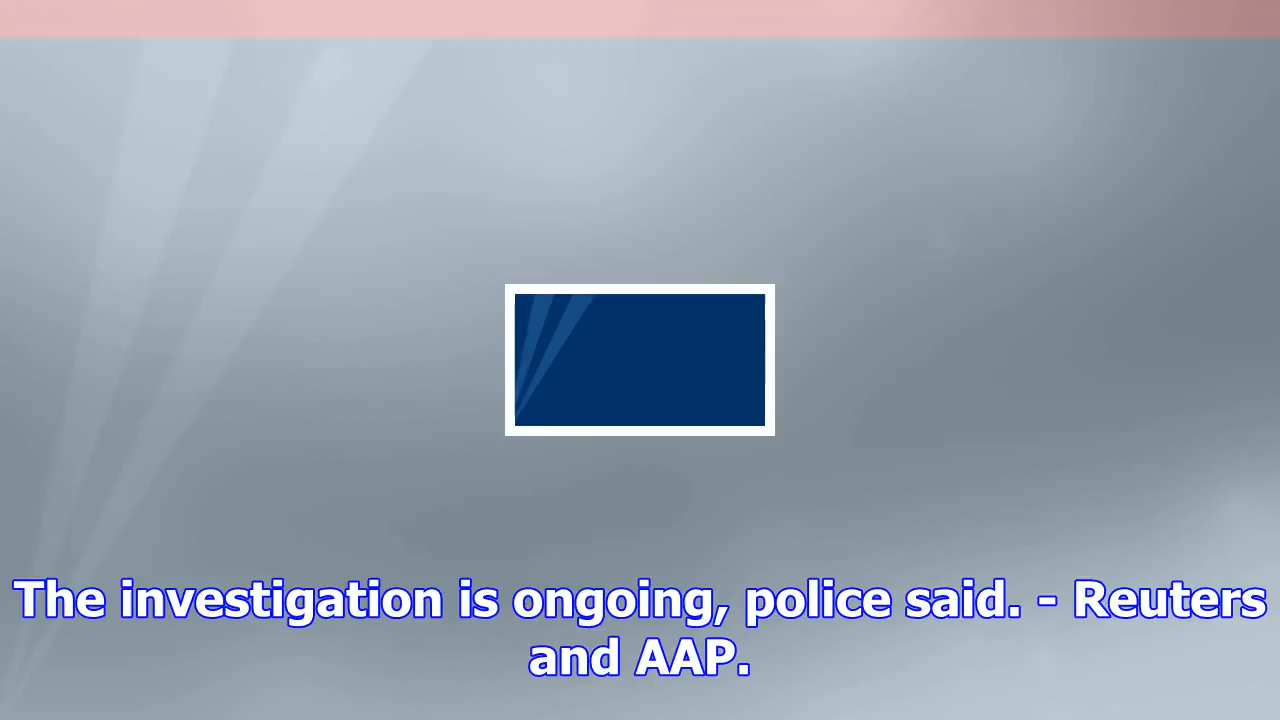 The investigation is ongoing, police said. - Reuters
and AAP.